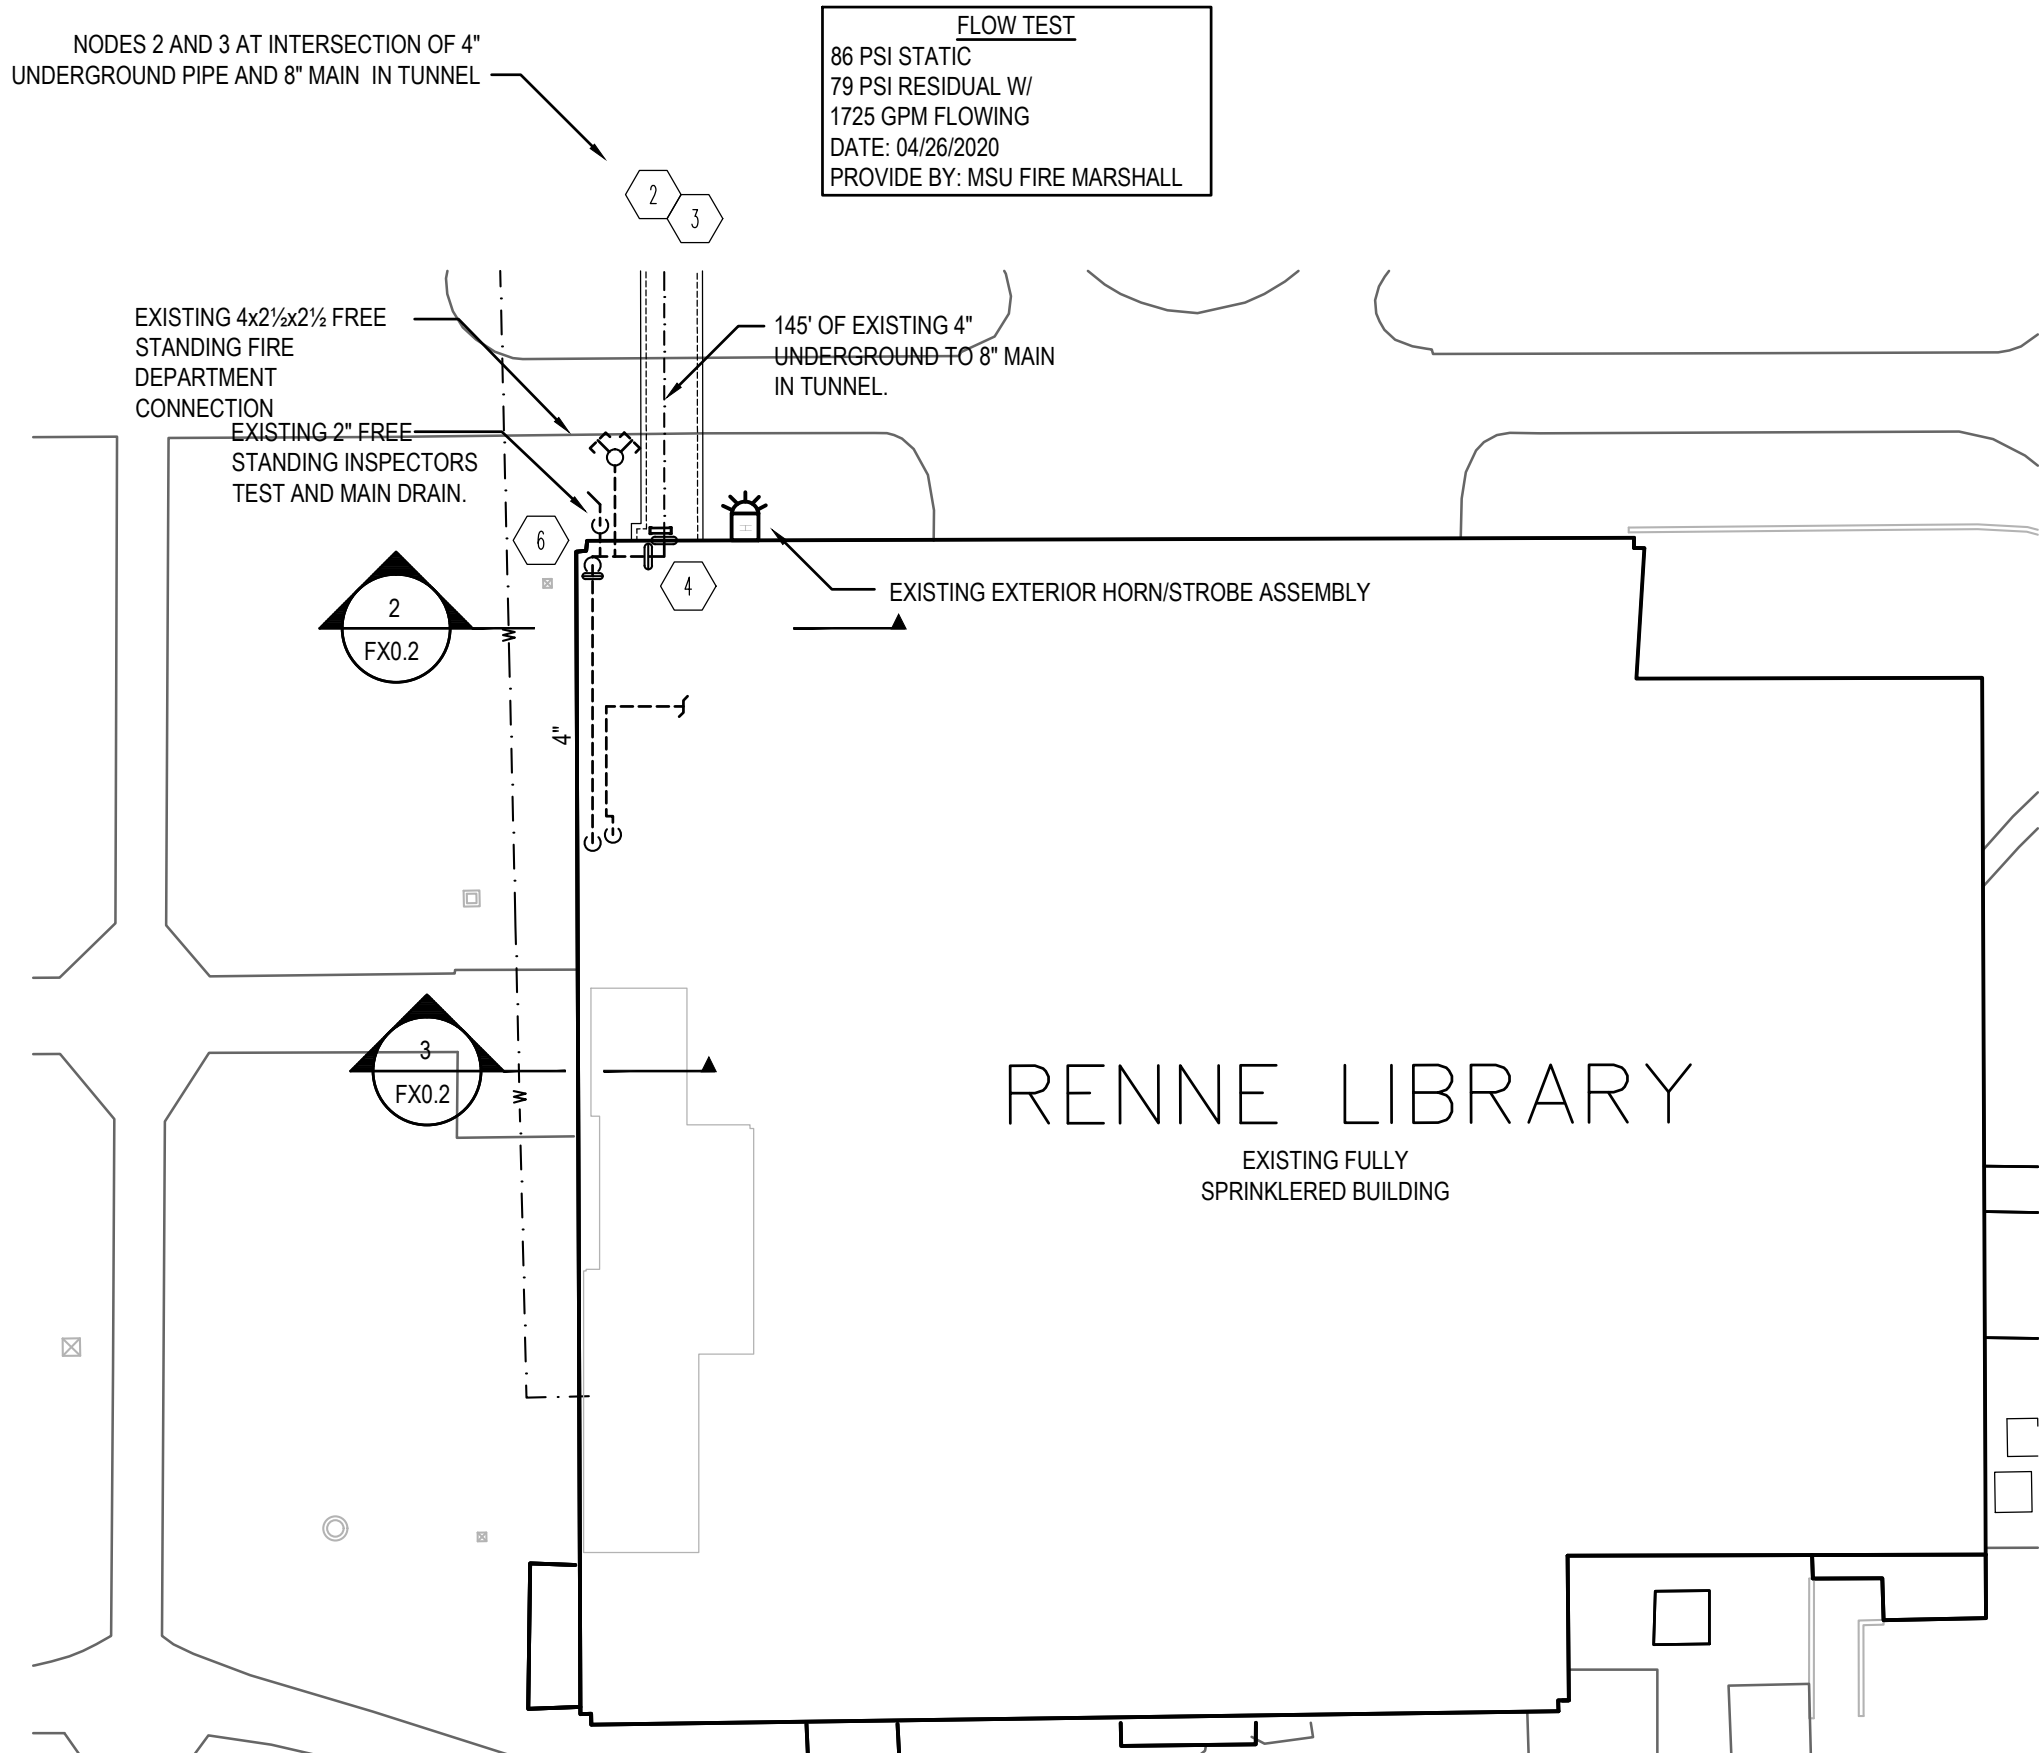 FLOW TEST
86 PSI STATIC
79 PSI RESIDUAL W/
1725 GPM FLOWING
DATE: 04/26/2020
PROVIDE BY: MSU FIRE MARSHALL
NODES 2 AND 3 AT INTERSECTION OF 4"
UNDERGROUND PIPE AND 8" MAIN IN TUNNEL
2
3
EXISTING 4x2½x2½ FREE
STANDING FIRE
DEPARTMENT
CONNECTION
145' OF EXISTING 4"
UNDERGROUND TO 8" MAIN
IN TUNNEL.
EXISTING 2" FREE
STANDING INSPECTORS
TEST AND MAIN DRAIN.
6
4
H
EXISTING EXTERIOR HORN/STROBE ASSEMBLY
2
FX0.2
W
4"
3
FX0.2
W
RENNE LIBRARY
EXISTING FULLY
SPRINKLERED BUILDING